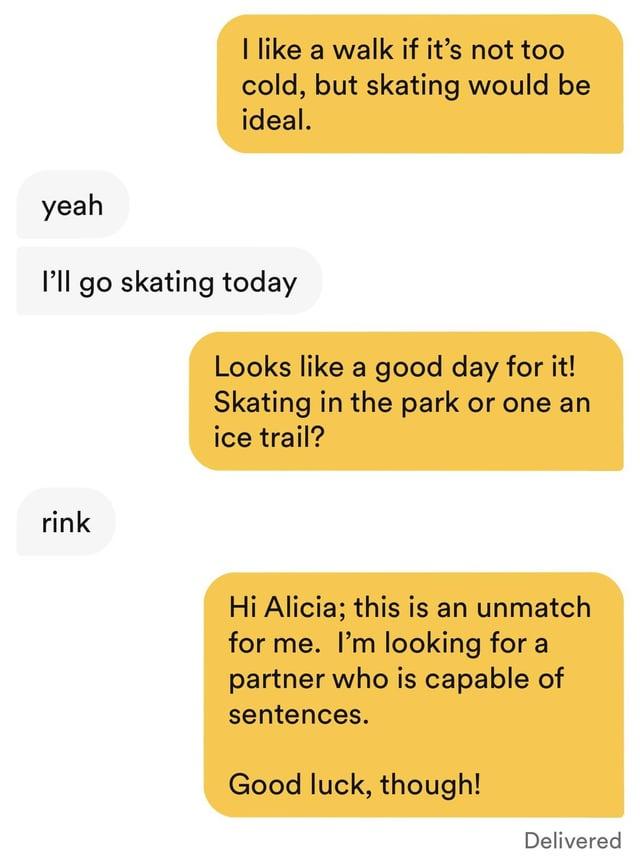 I like a walk if it’s not too
cold, but skating would be
ideal.
yeah
I’ll go skating today
Looks like a good day for it!
Skating in the park or one an
ice trail?
rink
Hi Alicia; this is an unmatch
for me.  I’m looking for a
partner who is capable of
sentences.
Good luck, though!
Delivered